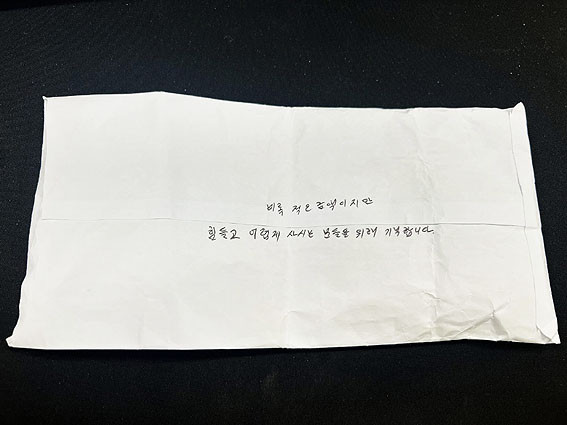 비록 적은 금액이지만
힘들고 어렵게 사시는 분들을 위해 기부합니다.